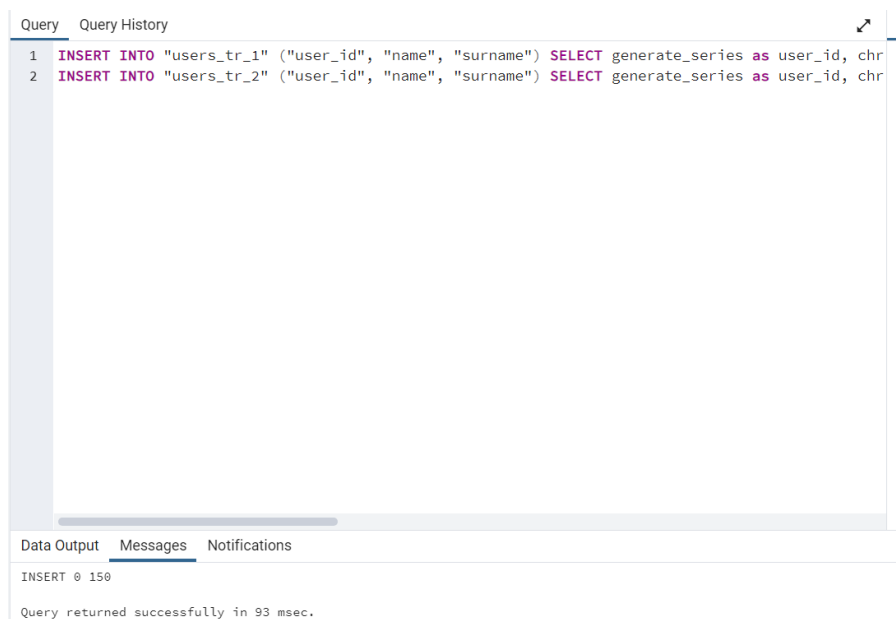 Query Query History
1 INSERT INTO "users_tr_1" ("user_id", "name", "surname") SELECT generate_series as user_id, chr
2 INSERT INTO "users_tr_2" ("user_id", "name", "surname") SELECT generate_series as user_id, chr
Data Output Messages Notifications
INSERT 0 150
Query returned successfully in 93 msec.